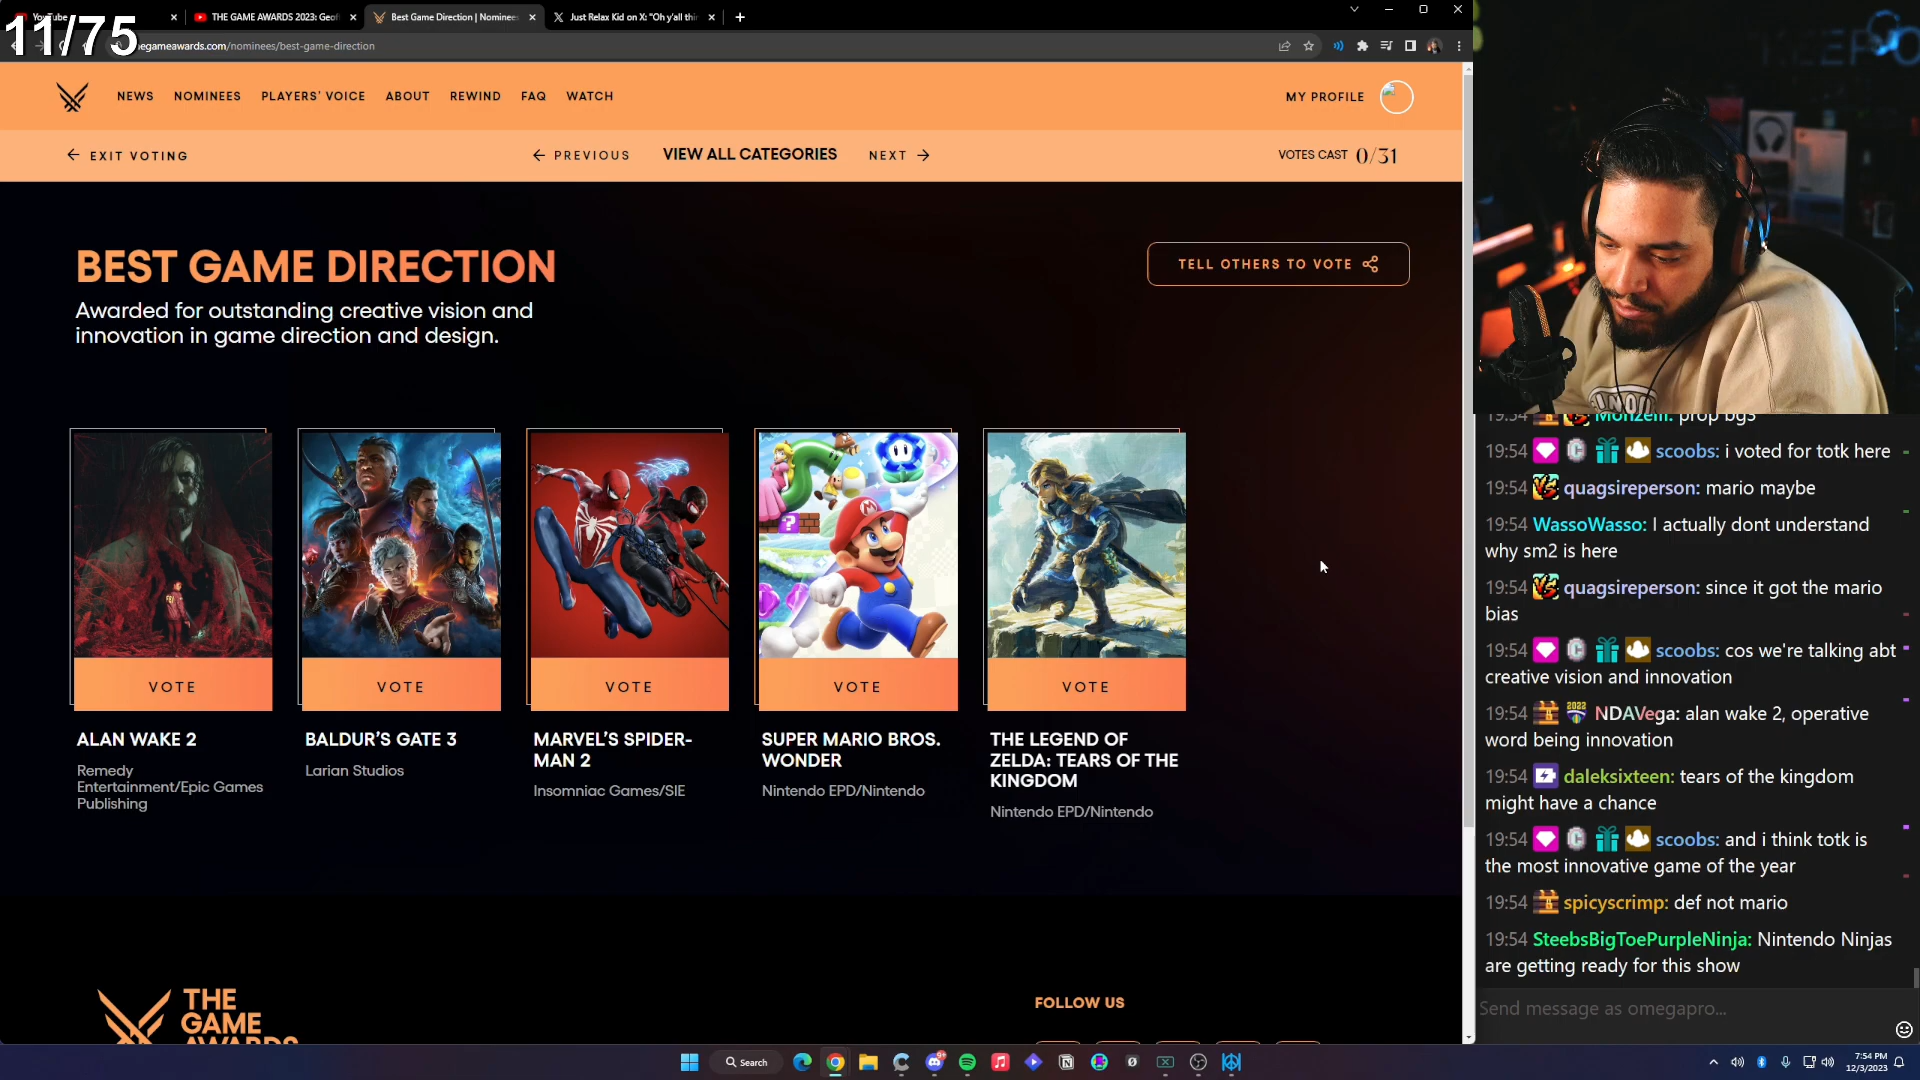 11/75
YouTube
THE GAME AWARDS 2023: Geoff
Best Game Direction | Nominees
Just Relax Kid on X: "Oh y'all thin
egameawards.com/nominees/best-game-direction
NEWS NOMINEES PLAYERS' VOICE ABOUT REWIND FAQ WATCH
MY PROFILE
EXIT VOTING
PREVIOUS
VIEW ALL CATEGORIES
NEXT
VOTES CAST 0/31
BEST GAME DIRECTION
Awarded for outstanding creative vision and
innovation in game direction and design.
TELL OTHERS TO VOTE
VOTE
VOTE
VOTE
VOTE
VOTE
ALAN WAKE 2
Remedy
Entertainment/Epic Games
Publishing
BALDUR'S GATE 3
Larian Studios
MARVEL'S SPIDER-
MAN 2
Insomniac Games/SIE
SUPER MARIO BROS.
WONDER
Nintendo EPD/Nintendo
THE LEGEND OF
ZELDA: TEARS OF THE
KINGDOM
Nintendo EPD/Nintendo
THE
GAME
AWARDS
FOLLOW US
19:54 Monzelli: prop bg3
19:54 scoobs: i voted for totk here
19:54 quagsireperson: mario maybe
19:54 WassoWasso: I actually dont understand
why sm2 is here
19:54 quagsireperson: since it got the mario
bias
19:54 scoobs: cos we're talking abt
creative vision and innovation
19:54 NDAVega: alan wake 2, operative
word being innovation
19:54 daleksixteen: tears of the kingdom
might have a chance
19:54 scoobs: and i think totk is
the most innovative game of the year
19:54 spicyscrimp: def not mario
19:54 SteebsBigToePurpleNinja: Nintendo Ninjas
are getting ready for this show
Send message as omegapro...
Search
7:54 PM
12/3/2023